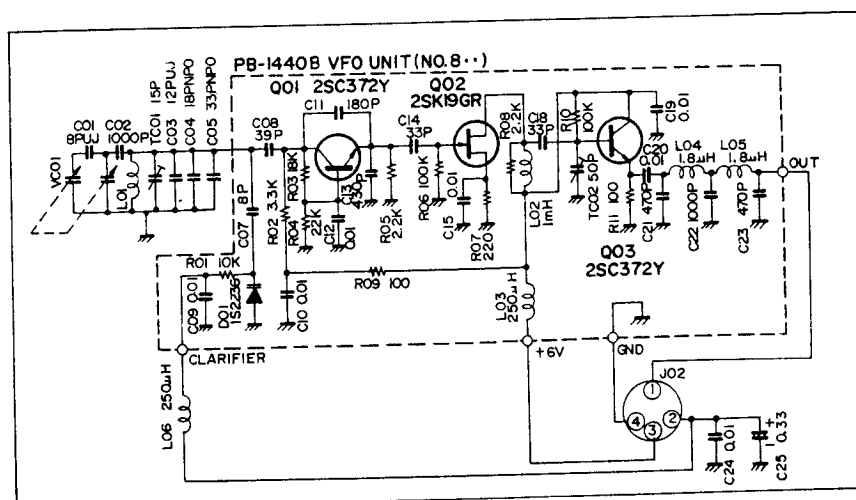 PB-1440B VFO UNIT (NO.8··)
Q01 2SC372Y
Q02
2SK19GR
C01
8PUJ
C02
1000P
TC01 15P
C03 12PUJ
C04 18PNPO
C05 33PNPO
VC01
L01
C08
39P
C11 180P
C14
33P
R08
2.2K
C18
33P
R10
100K
C19
0.01
C07 8P
R02 3.3K
R03 18K
R04
22K
C12
0.01
C13
430P
R05
2.2K
R06 100K
C15
0.01
R07
220
L02
1mH
TC02 50P
R11 100
C20
0.01
C21 470P
L04
1.8μH
L05
1.8μH
C22 1000P
C23 470P
OUT
Q03
2SC372Y
R01 10K
C09 0.01
D01
1S2236
C10 0.01
R09 100
L03
250μH
CLARIFIER
+6V
GND
L06 250μH
J02
1
4
2
3
C24 0.01
+
-
C25 0.33